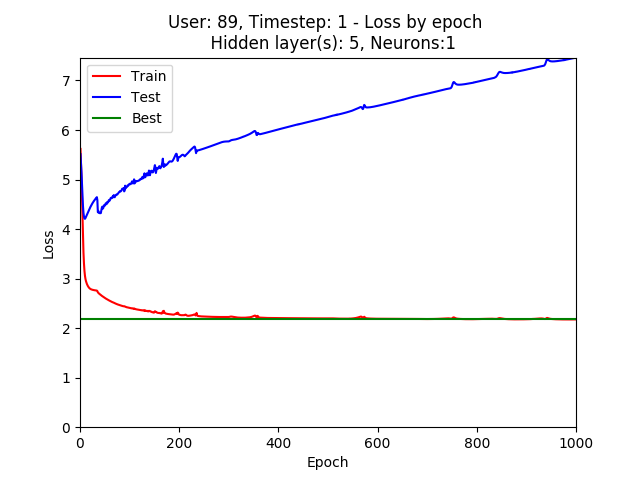 User: 89, Timestep: 1 - Loss by epoch
Hidden layer(s): 5, Neurons:1
Train
Test
Best
7
6
5
4
3
2
1
0
Loss
0 200 400 600 800 1000
Epoch